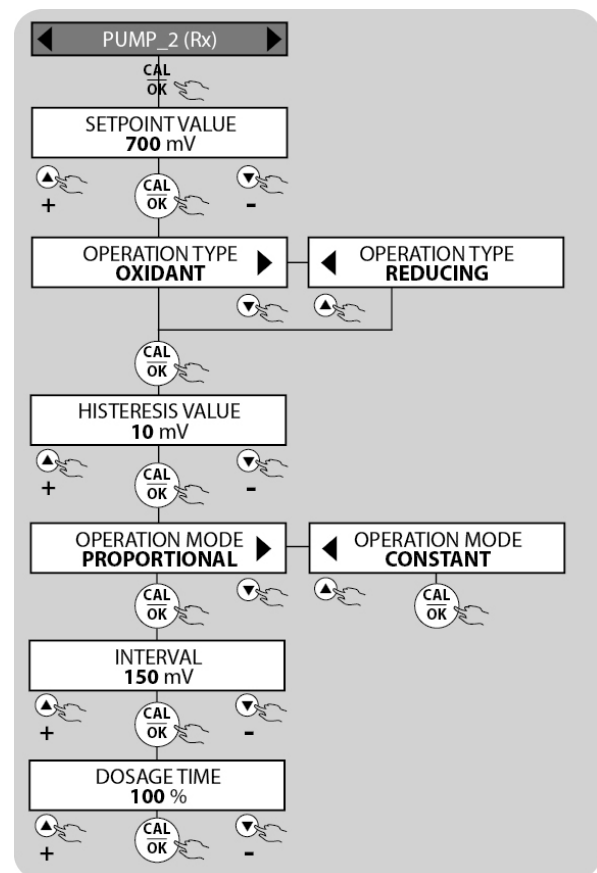 PUMP_2 (Rx)
CAL
OK
SETPOINT VALUE
700 mV
+
CAL
OK
-
OPERATION TYPE
OXIDANT
OPERATION TYPE
REDUCING
CAL
OK
HISTERESIS VALUE
10 mV
+
CAL
OK
-
OPERATION MODE
PROPORTIONAL
OPERATION MODE
CONSTANT
CAL
OK
CAL
OK
INTERVAL
150 mV
+
CAL
OK
-
DOSAGE TIME
100 %
+
CAL
OK
-